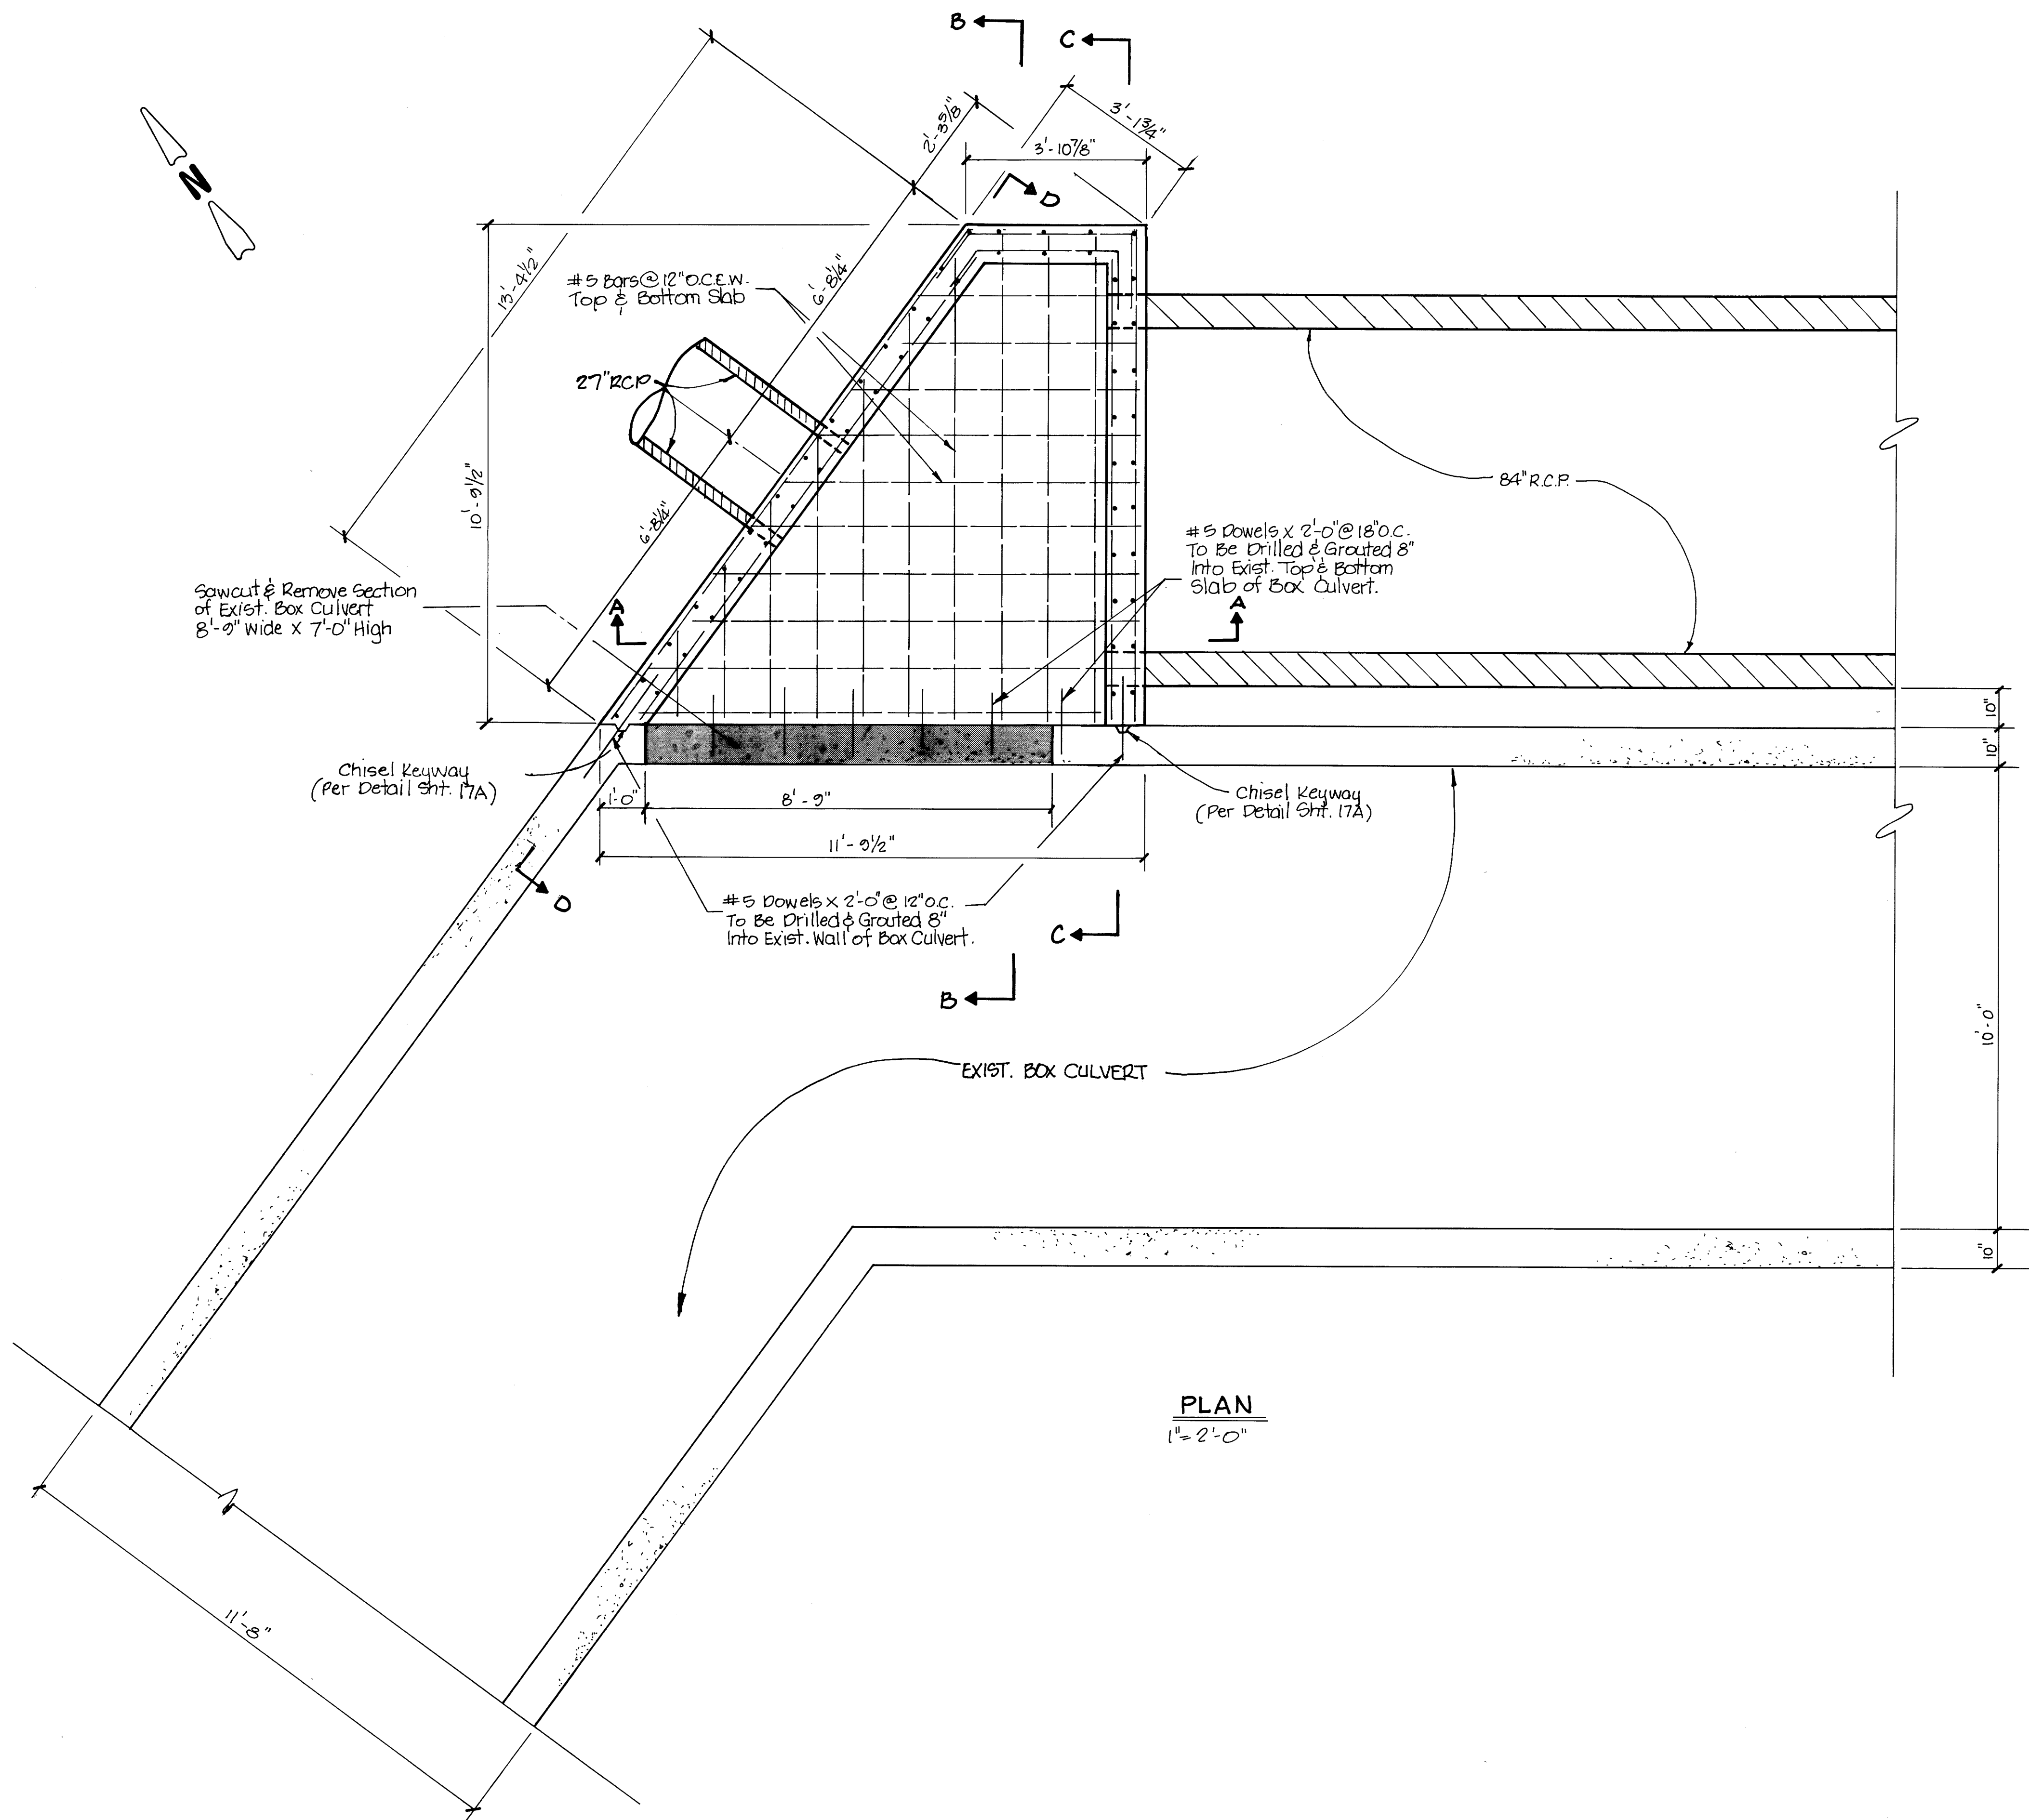 B
C
3'-1¾"
2'-3⅝"
3'-10⅞"
N
D
13'-4½"
#5 Bars @ 12" O.C.E.W.
Top & Bottom Slab
6'-8¼"
27" RCP
10'-9½"
84" R.C.P.
6'-8¼"
#5 Dowels x 2'-0" @ 18" O.C.
To Be Drilled & Grouted 8"
Into Exist. Top & Bottom
Slab of Box Culvert.
Sawcut & Remove Section
of Exist. Box Culvert
8'-9" Wide X 7'-0" High
A
A
10"
10"
Chisel Keyway
(Per Detail Sht. 17A)
1'-0"
8'-9"
Chisel Keyway
(Per Detail Sht. 17A)
11'-9½"
D
#5 Dowels x 2'-0" @ 12" O.C.
To Be Drilled & Grouted 8"
Into Exist. Wall of Box Culvert.
C
B
10'-0"
EXIST. BOX CULVERT
10"
PLAN
1"=2'-0"
11'-8"